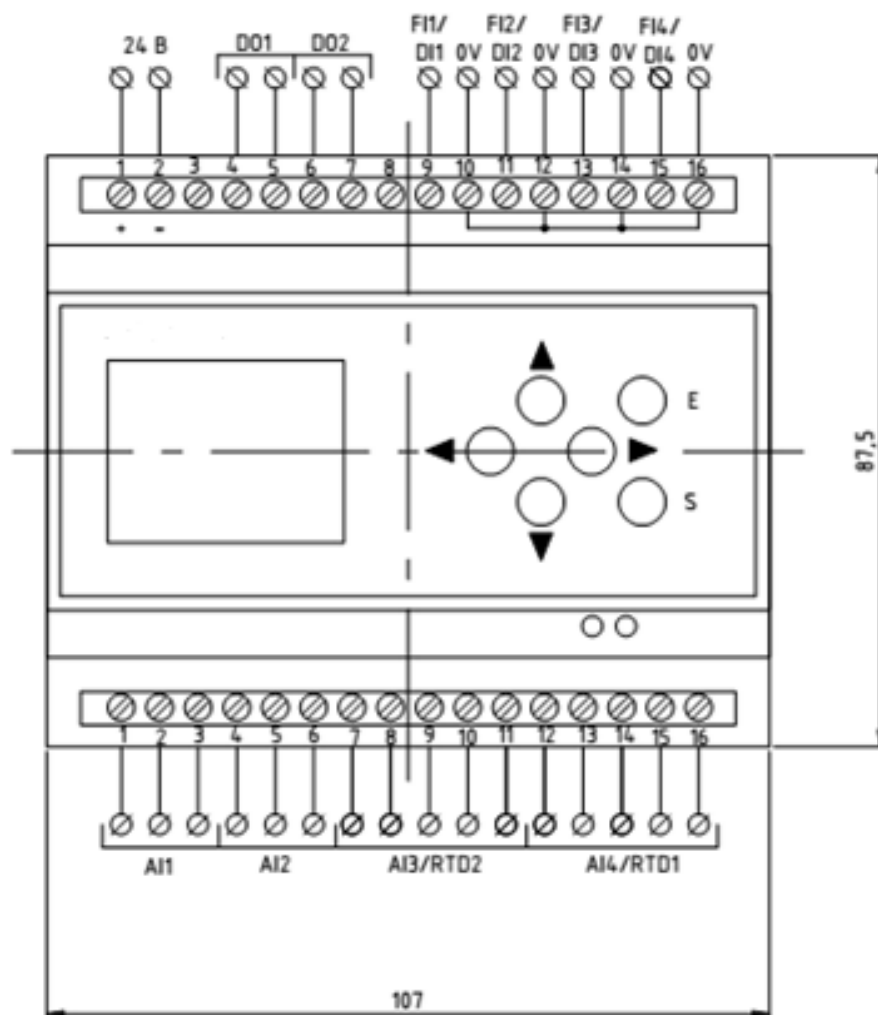 24 В DO1 DO2 FI1/ FI2/ FI3/ FI4/
DI1 0V DI2 0V DI3 0V DI4 0V
1 2 3 4 5 6 7 8 9 10 11 12 13 14 15 16
+ -
E
S
87,5
1 2 3 4 5 6 7 8 9 10 11 12 13 14 15 16
AI1 AI2 AI3/RTD2 AI4/RTD1
107